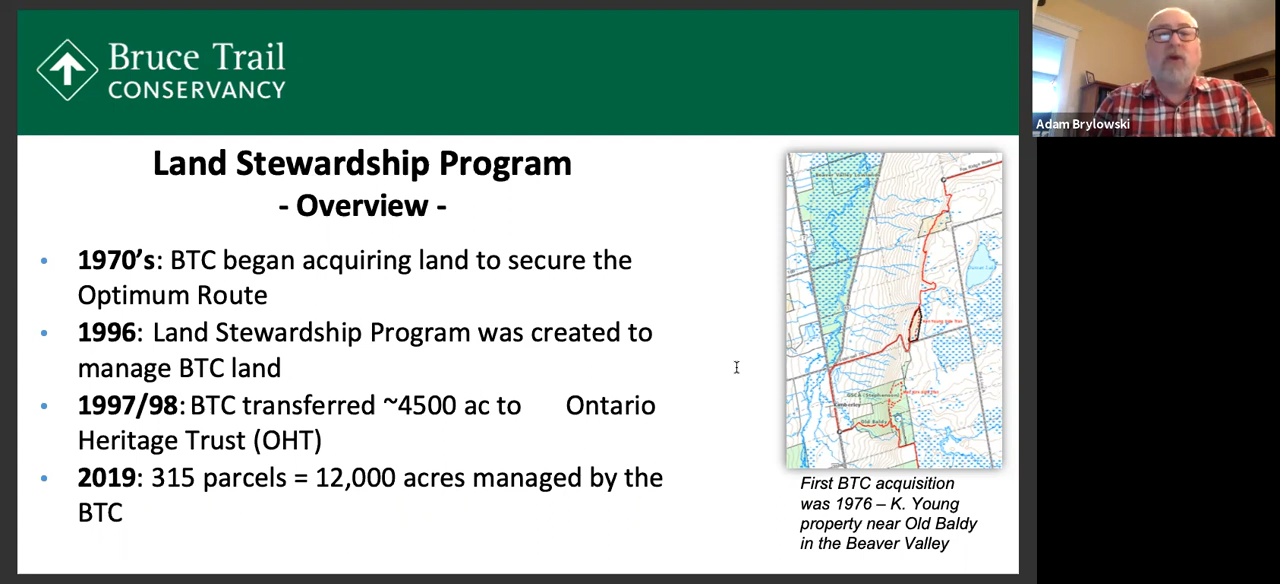 Bruce Trail
CONSERVANCY
Adam Brylowski
Land Stewardship Program
- Overview -
• 1970's: BTC began acquiring land to secure the
Optimum Route
• 1996: Land Stewardship Program was created to
manage BTC land
• 1997/98: BTC transferred ~4500 ac to Ontario
Heritage Trust (OHT)
• 2019: 315 parcels = 12,000 acres managed by the
BTC
Kimberley
Old Baldy
First BTC acquisition
was 1976 – K. Young
property near Old Baldy
in the Beaver Valley